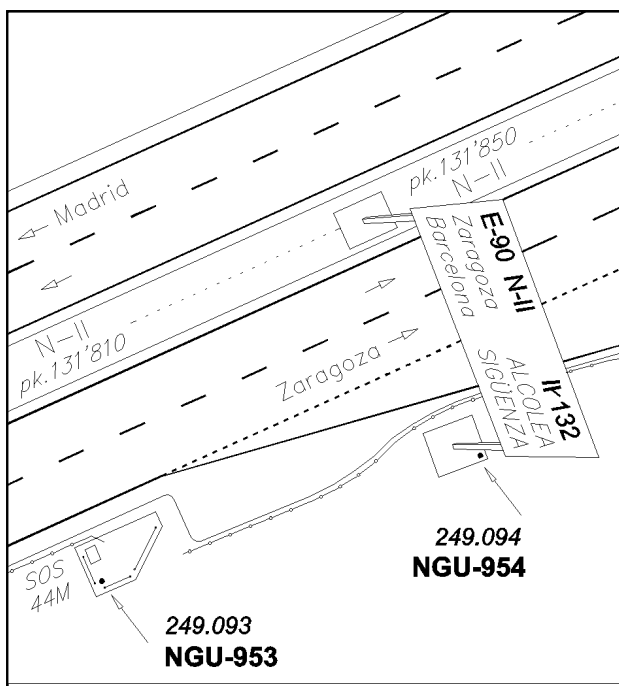 Madrid
pk.131'850
N-II
N-II
pk.131'810
Zaragoza
E-90 N-II
Zaragoza
Barcelona
132
ALCOLEA
SIGÜENZA
249.094
NGU-954
SOS
44M
249.093
NGU-953